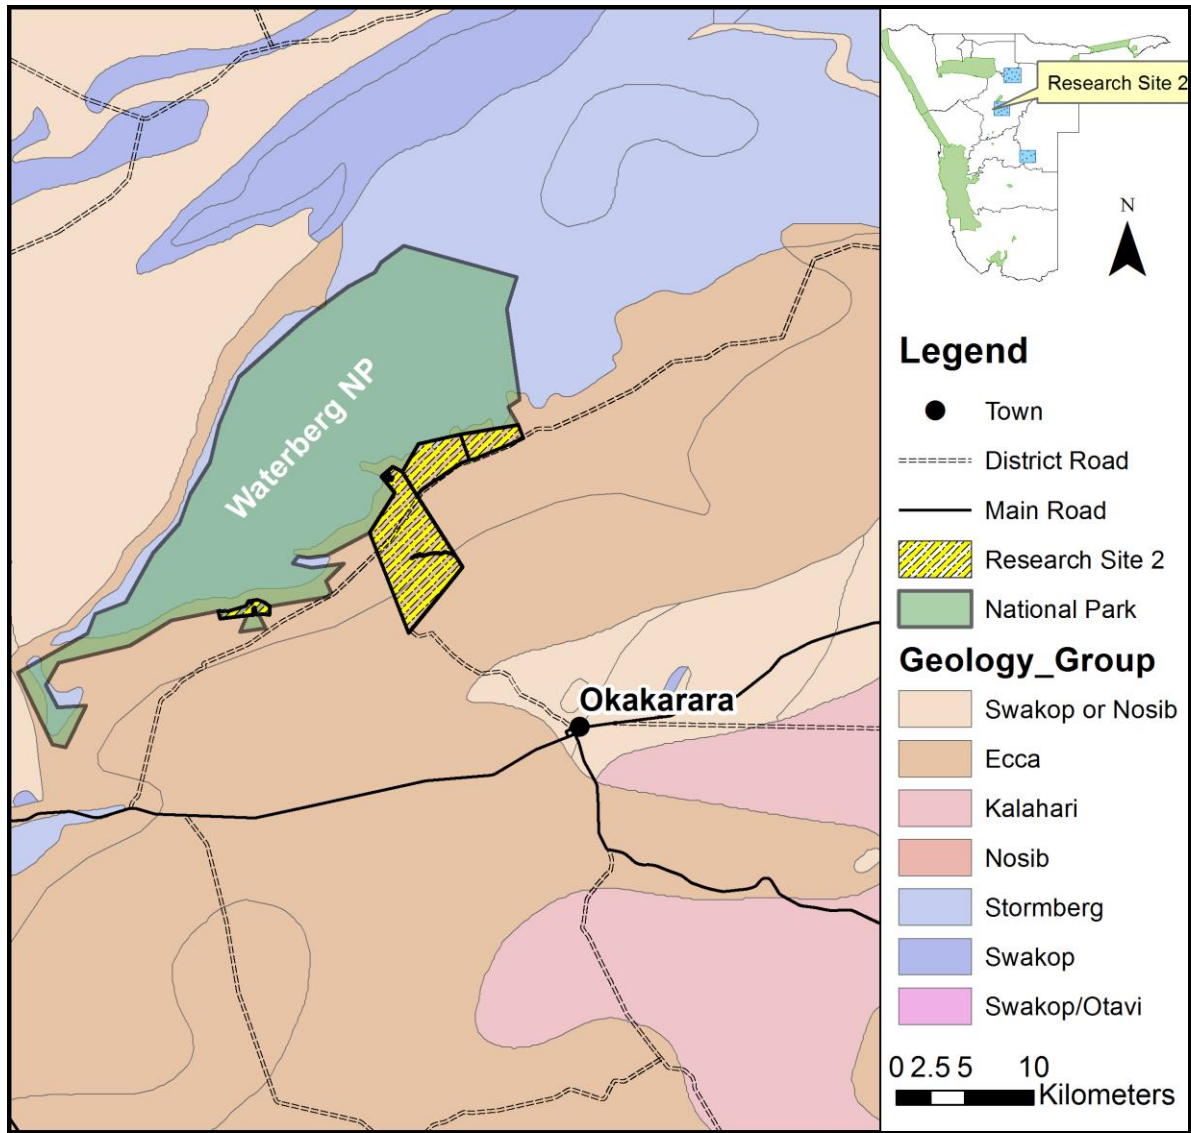 Waterberg NP
Okakarara
Research Site 2
N
Legend
Town
District Road
Main Road
Research Site 2
National Park
Geology_Group
Swakop or Nosib
Ecca
Kalahari
Nosib
Stormberg
Swakop
Swakop/Otavi
0 2.5 5 10
Kilometers